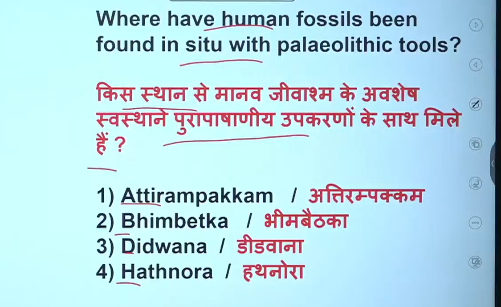 Where have human fossils been
found in situ with palaeolithic tools?
किस स्थान से मानव जीवाश्म के अवशेष
स्वस्थाने पुरापाषाणीय उपकरणों के साथ मिले
हैं ?
1) Attirampakkam / अत्तिरम्पक्कम
2) Bhimbetka / भीमबैठका
3) Didwana / डीडवाना
4) Hathnora / हथनोरा